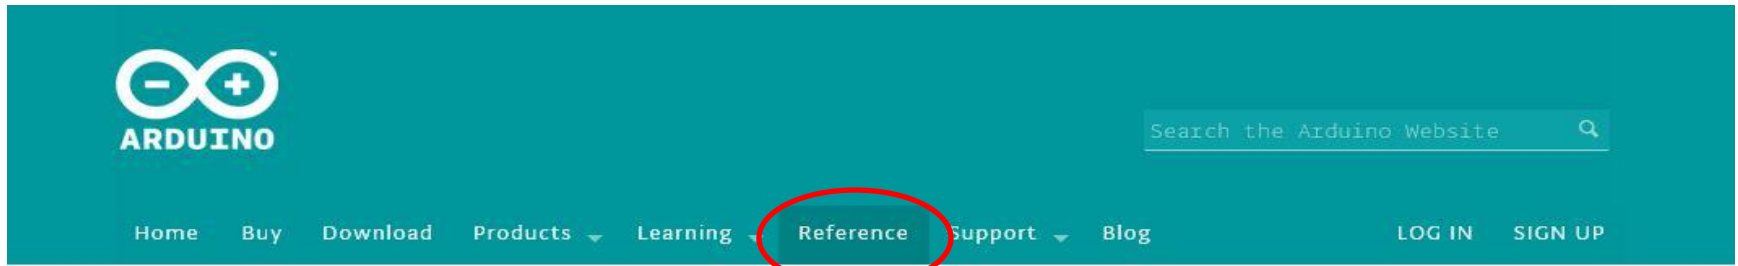 ARDUINO
Search the Arduino Website
Home Buy Download Products Learning Reference Support Blog LOG IN SIGN UP